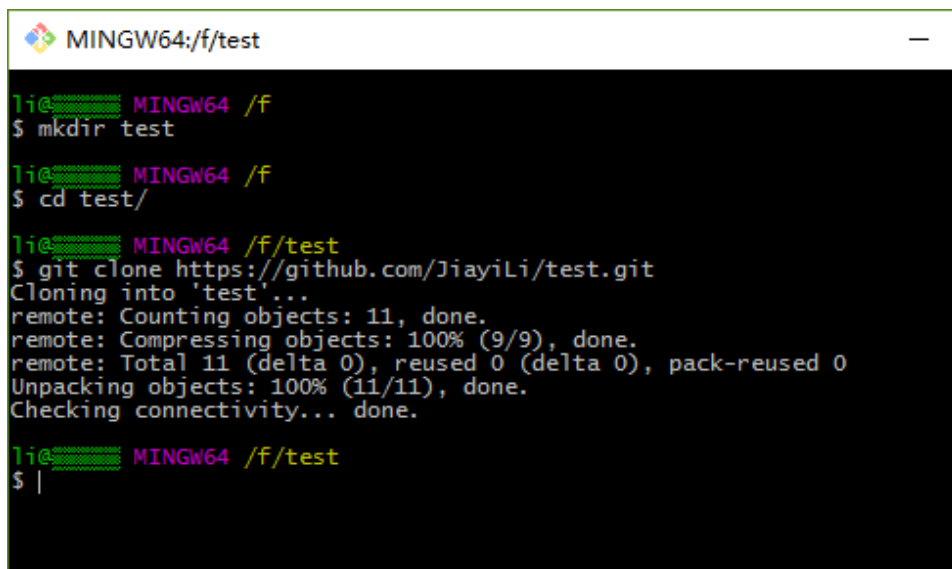 MINGW64:/f/test
li@▒▒▒▒▒ MINGW64 /f
$ mkdir test
li@▒▒▒▒▒ MINGW64 /f
$ cd test/
li@▒▒▒▒▒ MINGW64 /f/test
$ git clone https://github.com/JiayiLi/test.git
Cloning into 'test'...
remote: Counting objects: 11, done.
remote: Compressing objects: 100% (9/9), done.
remote: Total 11 (delta 0), reused 0 (delta 0), pack-reused 0
Unpacking objects: 100% (11/11), done.
Checking connectivity... done.
li@▒▒▒▒▒ MINGW64 /f/test
$